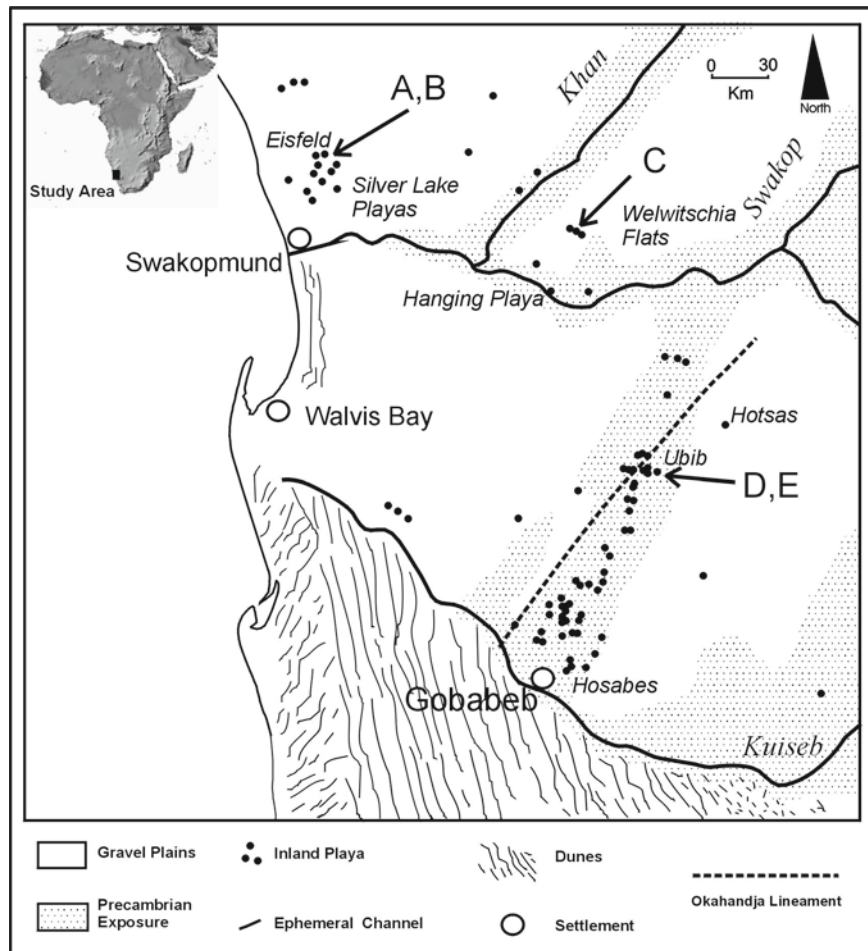 Study Area
A,B
Eisfeld
Silver Lake
Playas
Swakopmund
Khan
0 30
Km
North
C
Welwitschia
Flats
Swakop
Hanging Playa
Walvis Bay
Hotsas
Ubib
D,E
Gobabeb
Hosabes
Kuiseb
Gravel Plains
Inland Playa
Dunes
Okahandja Lineament
Precambrian
Exposure
Ephemeral Channel
Settlement